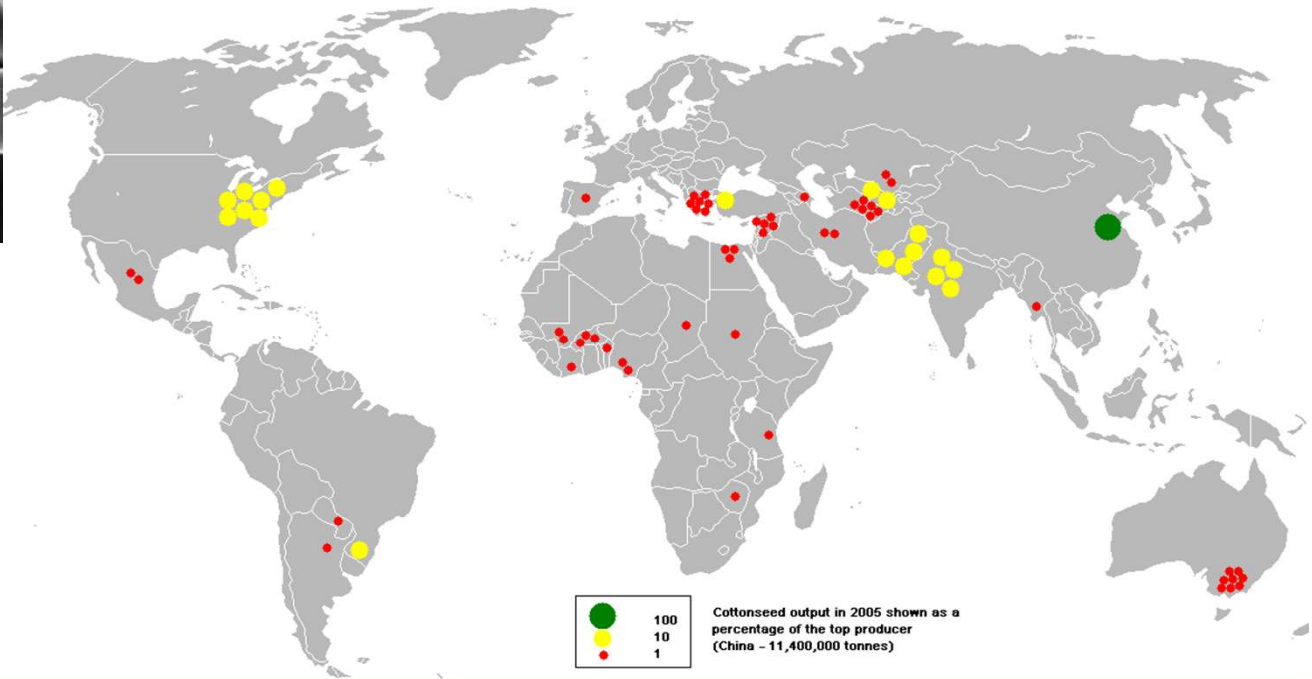 100
10
1
Cottonseed output in 2005 shown as a
percentage of the top producer
(China - 11,400,000 tonnes)